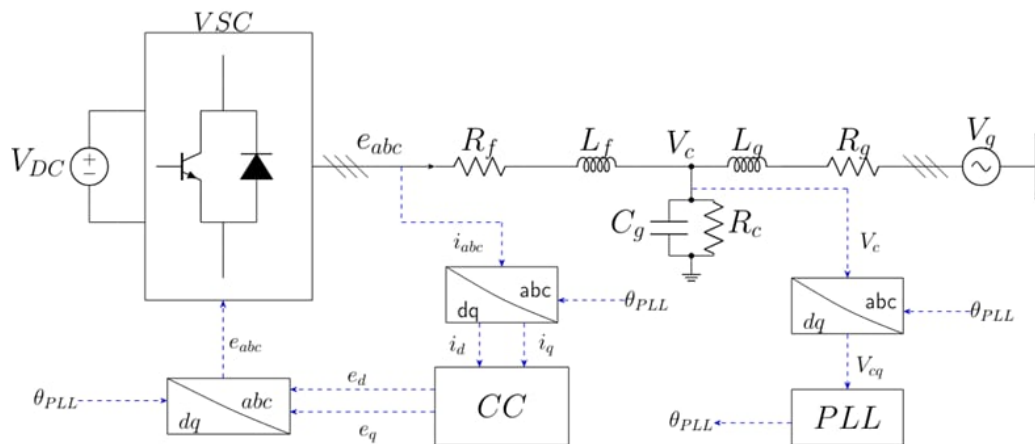 VSC
V_DC
+
−
e_abc
R_f
L_f
V_c
L_g
R_g
V_g
C_g
R_c
i_abc
V_c
abc
dq
θ_PLL
abc
dq
θ_PLL
e_abc
i_d
i_q
V_cq
θ_PLL
abc
dq
e_d
e_q
CC
θ_PLL
PLL